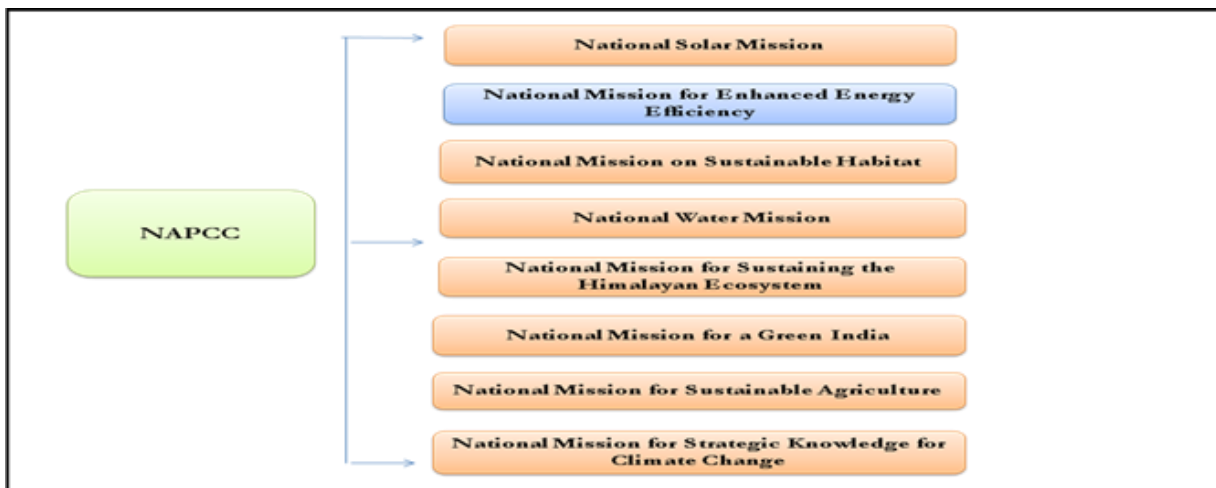 National Solar Mission
National Mission for Enhanced Energy
Efficiency
National Mission on Sustainable Habitat
National Water Mission
NAPCC
National Mission for Sustaining the
Himalayan Ecosystem
National Mission for a Green India
National Mission for Sustainable Agriculture
National Mission for Strategic Knowledge for
Climate Change